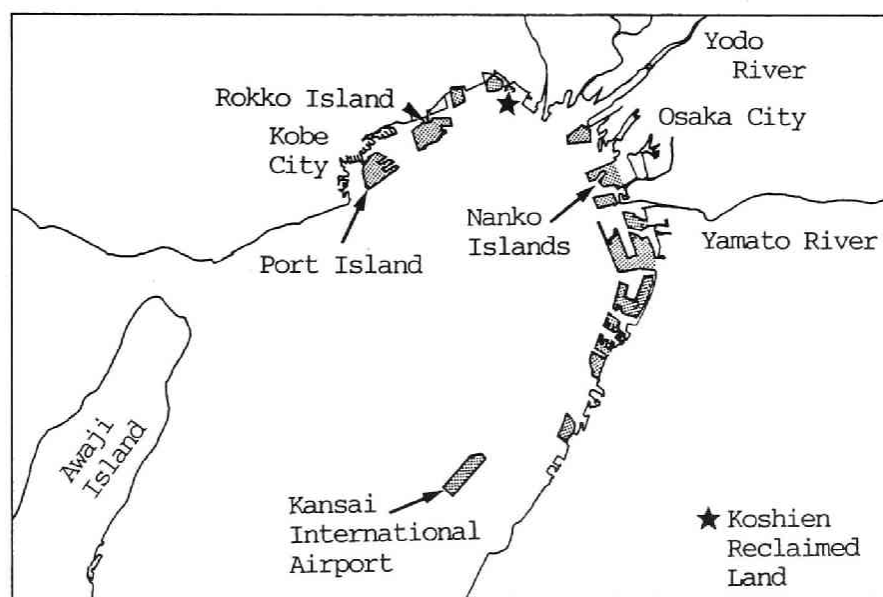 Yodo
River
Rokko Island
Osaka City
Kobe
City
Nanko
Islands
Yamato River
Port Island
Awaji
Island
Kansai
International
Airport
★ Koshien
Reclaimed
Land